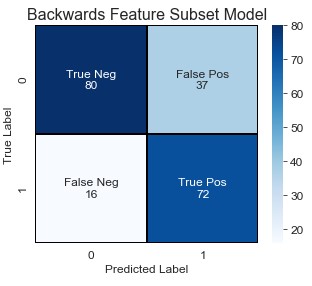 Backwards Feature Subset Model
True Neg
80
False Pos
37
False Neg
16
True Pos
72
0
1
True Label
0
1
Predicted Label
80
70
60
50
40
30
20